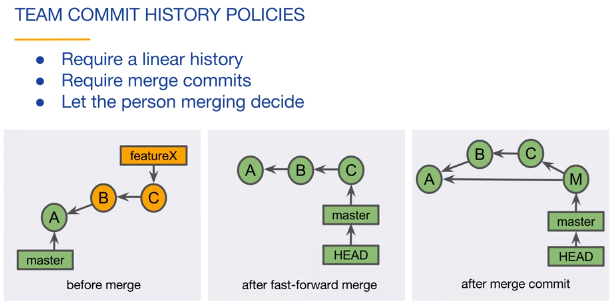 TEAM COMMIT HISTORY POLICIES
Require a linear history
Require merge commits
Let the person merging decide
featureX
B
C
A
master
before merge
A
B
C
master
HEAD
after fast-forward merge
B
C
A
M
master
HEAD
after merge commit